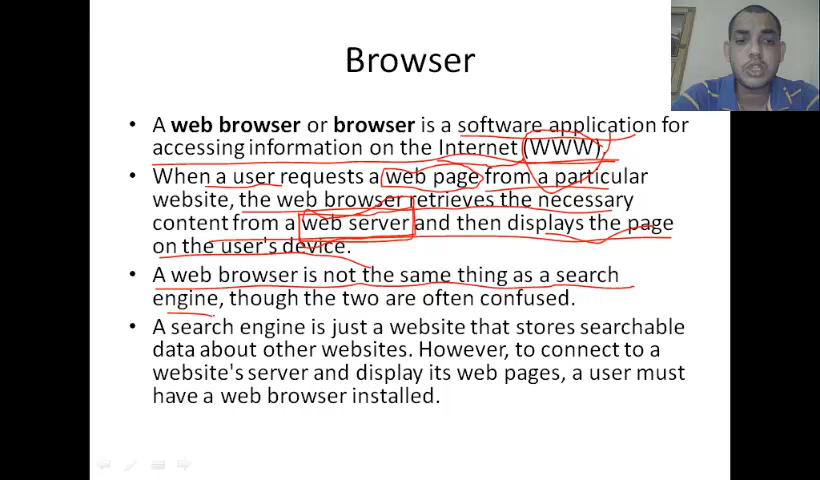 Browser
• A web browser or browser is a software application for
accessing information on the Internet (WWW).
• When a user requests a web page from a particular
website, the web browser retrieves the necessary
content from a web server and then displays the page
on the user's device.
• A web browser is not the same thing as a search
engine, though the two are often confused.
• A search engine is just a website that stores searchable
data about other websites. However, to connect to a
website's server and display its web pages, a user must
have a web browser installed.